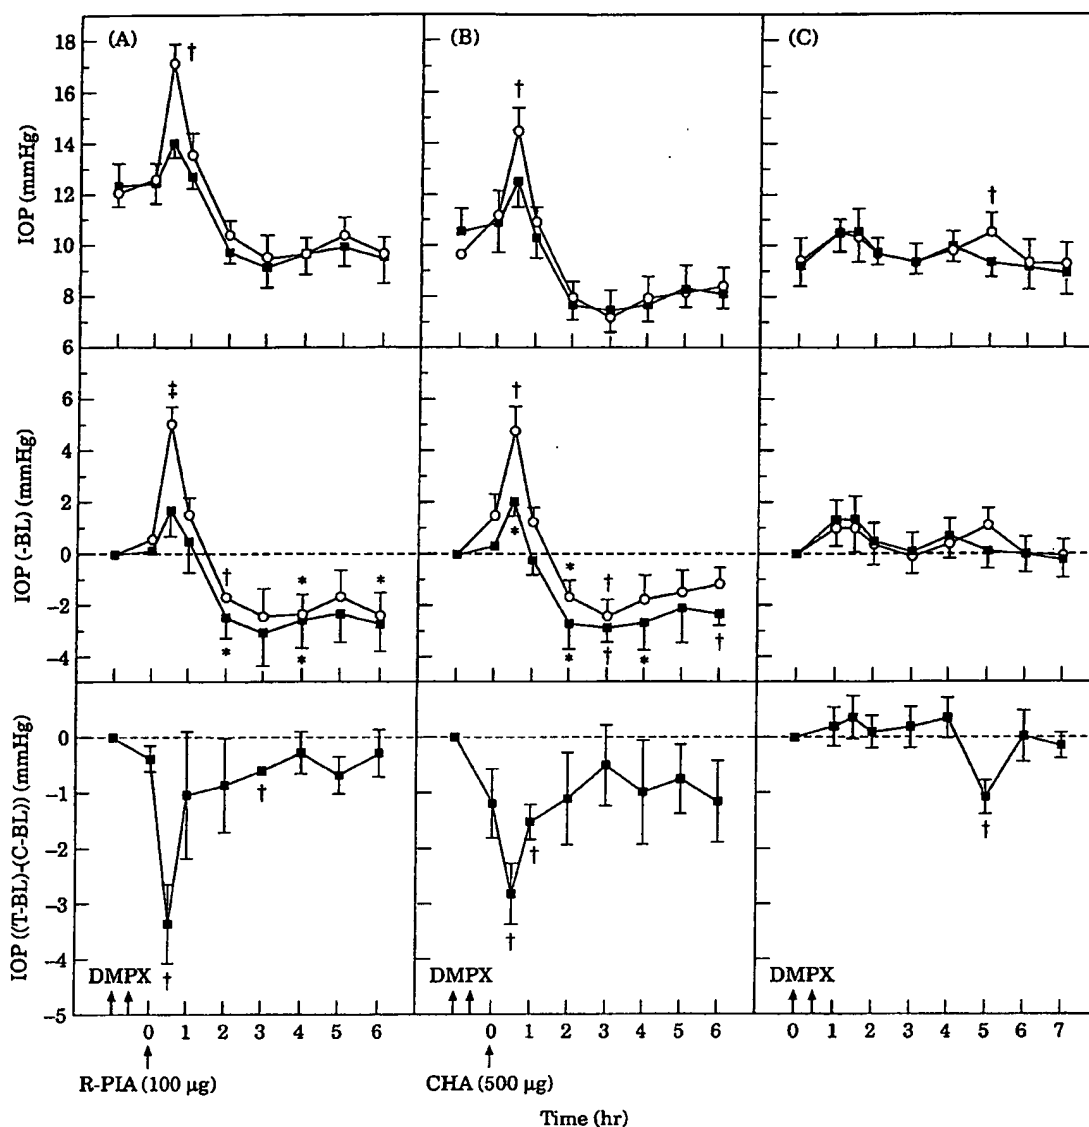 (A)
(B)
(C)
IOP (mmHg)
18
16
14
12
10
8
6
†
†
†
IOP (-BL) (mmHg)
6
4
2
0
−2
−4
‡
†
*
*
*
*
†
*
*
†
*
†
*
†
IOP ((T-BL)-(C-BL)) (mmHg)
0
−1
−2
−3
−4
−5
†
†
†
†
†
DMPX
DMPX
DMPX
0 1 2 3 4 5 6
0 1 2 3 4 5 6
0 1 2 3 4 5 6 7
R-PIA (100 μg)
CHA (500 μg)
Time (hr)